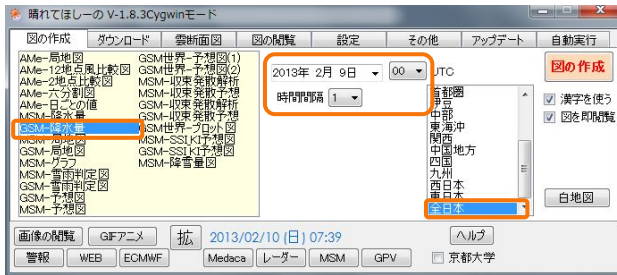 晴れてほしーの V-1.8.3Cygwinモード
図の作成 ダウンロード 雲断面図 図の閲覧 設定 その他 アップデート 自動実行
AMe-局地図 GSM世界-予想図(1)
AMe-12地点風比較図 GSM世界-予想図(2)
AMe-2地点比較図 MSM-収束発散解析
AMe-六分割図 MSM-収束発散予想
AMe-日ごとの値 GSM-収束発散解析
MSM-降水量 GSM-収束発散予想
GSM-降水量 GSM世界-プロット図
MSM-局地図 MSM-SSI_KI予想図
GSM-局地図 GSM-SSI_KI予想図
MSM-グラフ MSM-降雪量図
MSM-雪雨判定図
GSM-雪雨判定図
GSM-予想図
MSM-予想図
2013年 2月 9日 00 UTC
時間間隔 1
首都圏
伊豆
中部
東海沖
関西
中国地方
四国
九州
西日本
東日本
全日本
図の作成
漢字を使う
図を即閲覧
白地図
画像の閲覧 GIFアニメ 拡 2013/02/10 (日) 07:39 ヘルプ
警報 WEB ECMWF Medaca レーダー MSM GPV 京都大学